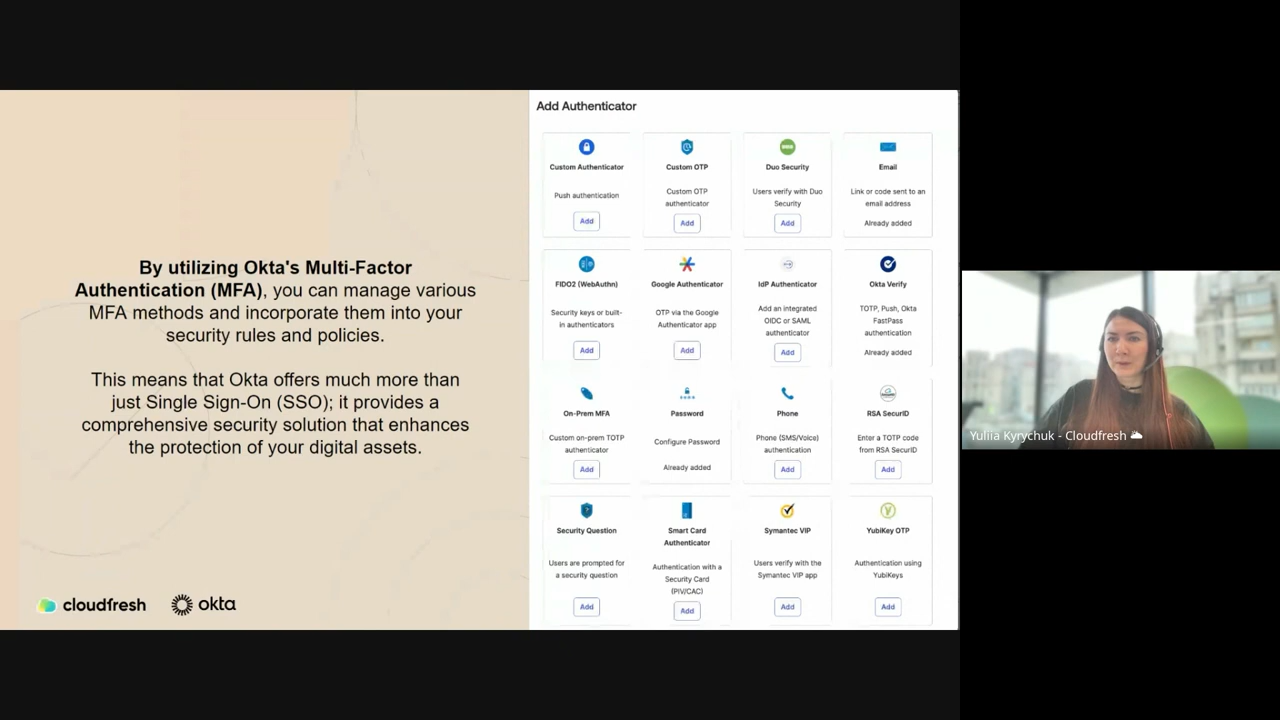 By utilizing Okta's Multi-Factor
Authentication (MFA), you can manage various
MFA methods and incorporate them into your
security rules and policies.
This means that Okta offers much more than
just Single Sign-On (SSO); it provides a
comprehensive security solution that enhances
the protection of your digital assets.
cloudfresh okta
Add Authenticator
Custom Authenticator
Push authentication
Add
Custom OTP
Custom OTP
authenticator
Add
Duo Security
Users verify with Duo
Security
Add
Email
Link or code sent to an
email address
Already added
FIDO2 (WebAuthn)
Security keys or built-
in authenticators
Add
Google Authenticator
OTP via the Google
Authenticator app
Add
IdP Authenticator
Add an integrated
OIDC or SAML
authenticator
Add
Okta Verify
TOTP, Push, Okta
FastPass
authentication
Already added
On-Prem MFA
Custom on-prem TOTP
authenticator
Add
Password
Configure Password
Already added
Phone
Phone (SMS/Voice)
authentication
Add
RSA SecurID
Enter a TOTP code
from RSA SecurID
Add
Security Question
Users are prompted for
a security question
Add
Smart Card
Authenticator
Authentication with a
Security Card
(PIV/CAC)
Add
Symantec VIP
Users verify with the
Symantec VIP app
Add
YubiKey OTP
Authentication using
YubiKeys
Add
Yuliia Kyrychuk - Cloudfresh